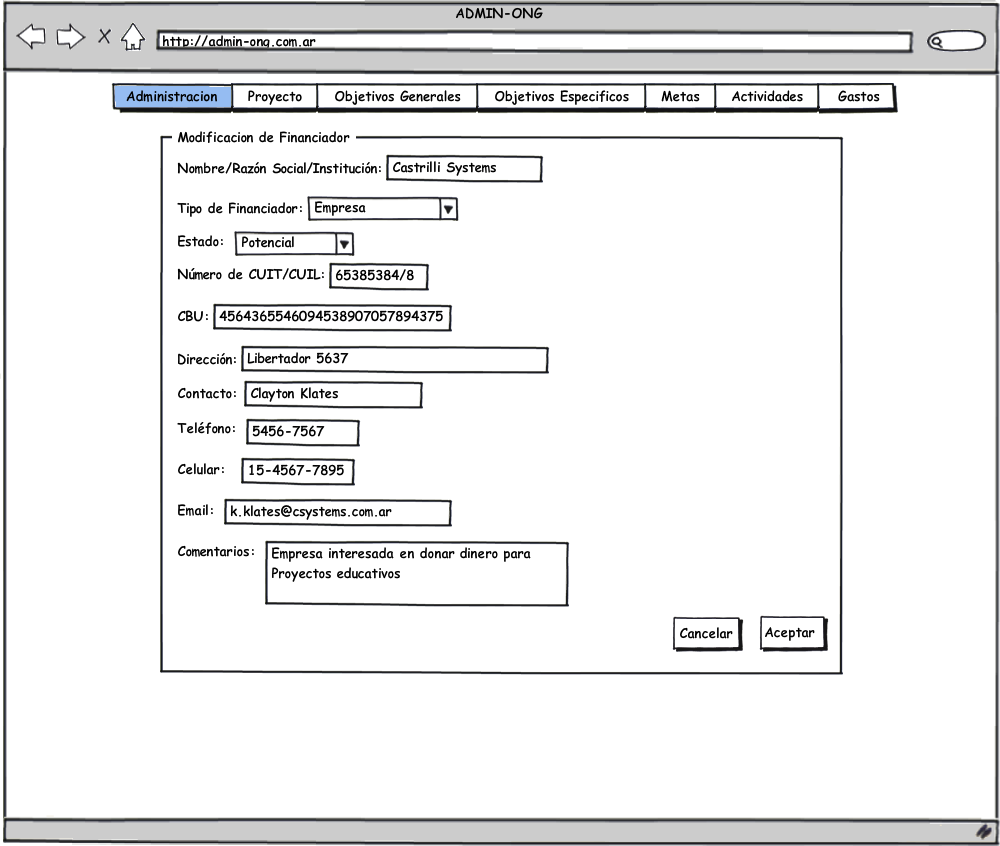 ADMIN-ONG
http://admin-ong.com.ar
Administracion Proyecto Objetivos Generales Objetivos Especificos Metas Actividades Gastos
Modificacion de Financiador
Nombre/Razón Social/Institución: Castrilli Systems
Tipo de Financiador: Empresa
Estado: Potencial
Número de CUIT/CUIL: 65385384/8
CBU: 4564365546094538907057894375
Dirección: Libertador 5637
Contacto: Clayton Klates
Teléfono: 5456-7567
Celular: 15-4567-7895
Email: k.klates@csystems.com.ar
Comentarios: Empresa interesada en donar dinero para
Proyectos educativos
Cancelar Aceptar